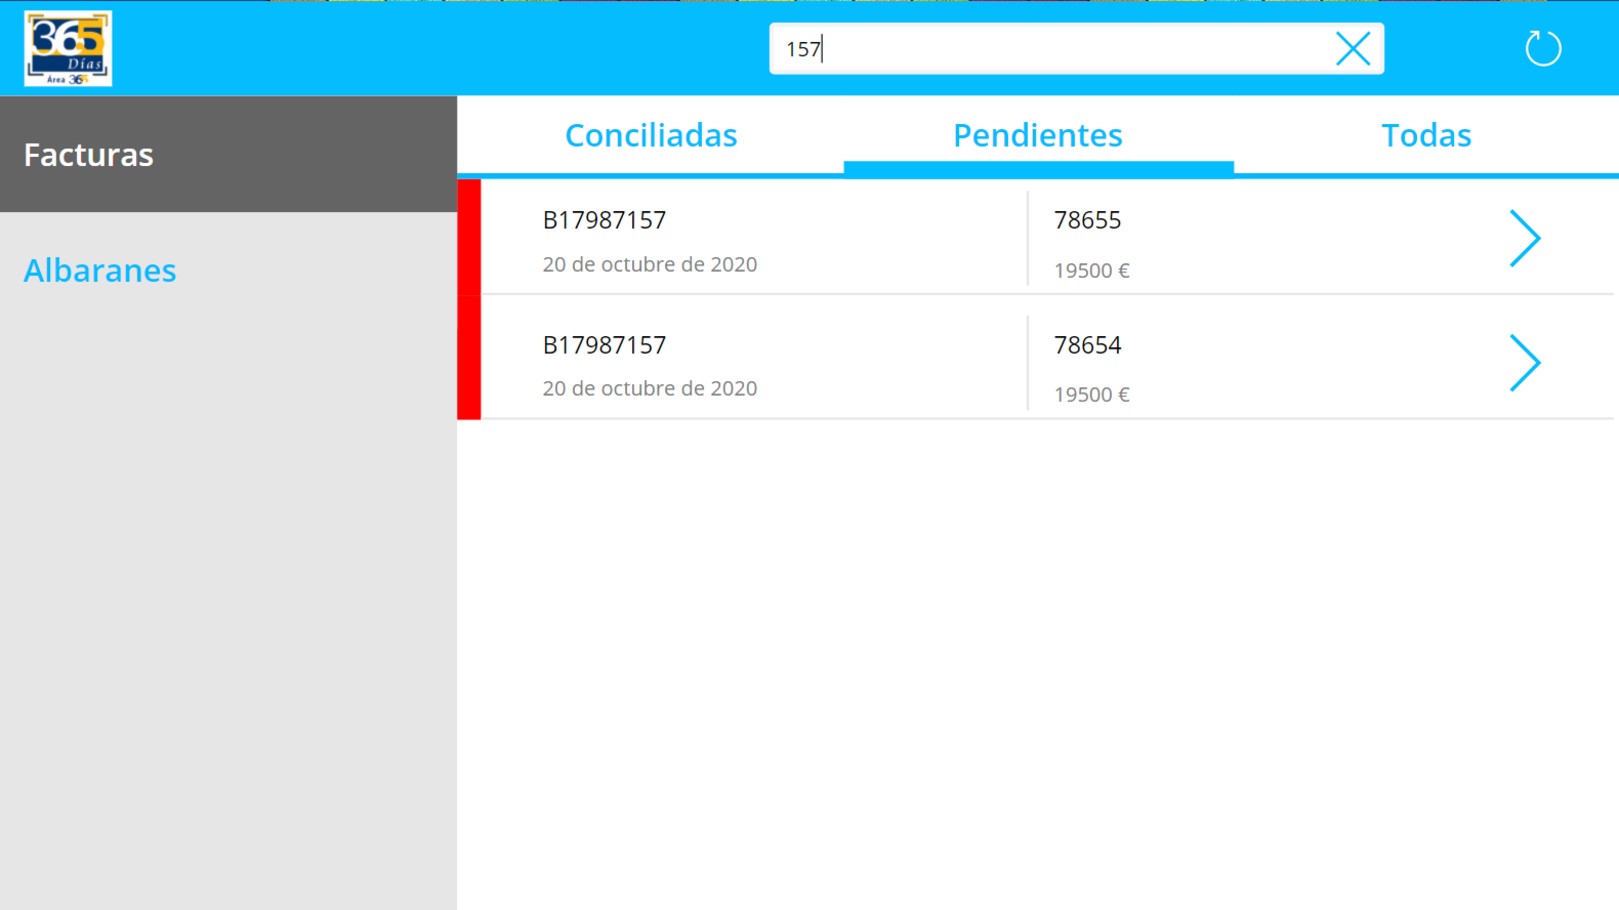 365
Días
Área 365
157
Facturas
Albaranes
Conciliadas
Pendientes
Todas
B17987157
20 de octubre de 2020
78655
19500 €
B17987157
20 de octubre de 2020
78654
19500 €